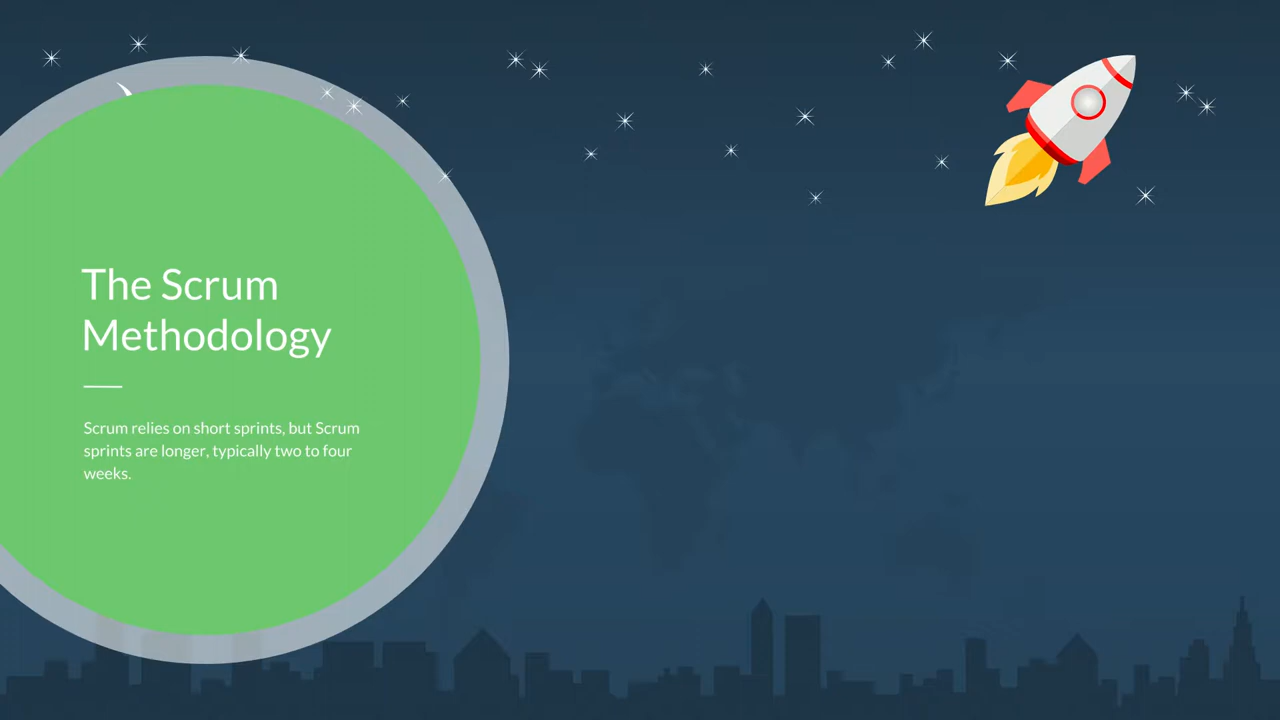 The Scrum
Methodology
Scrum relies on short sprints, but Scrum
sprints are longer, typically two to four
weeks.